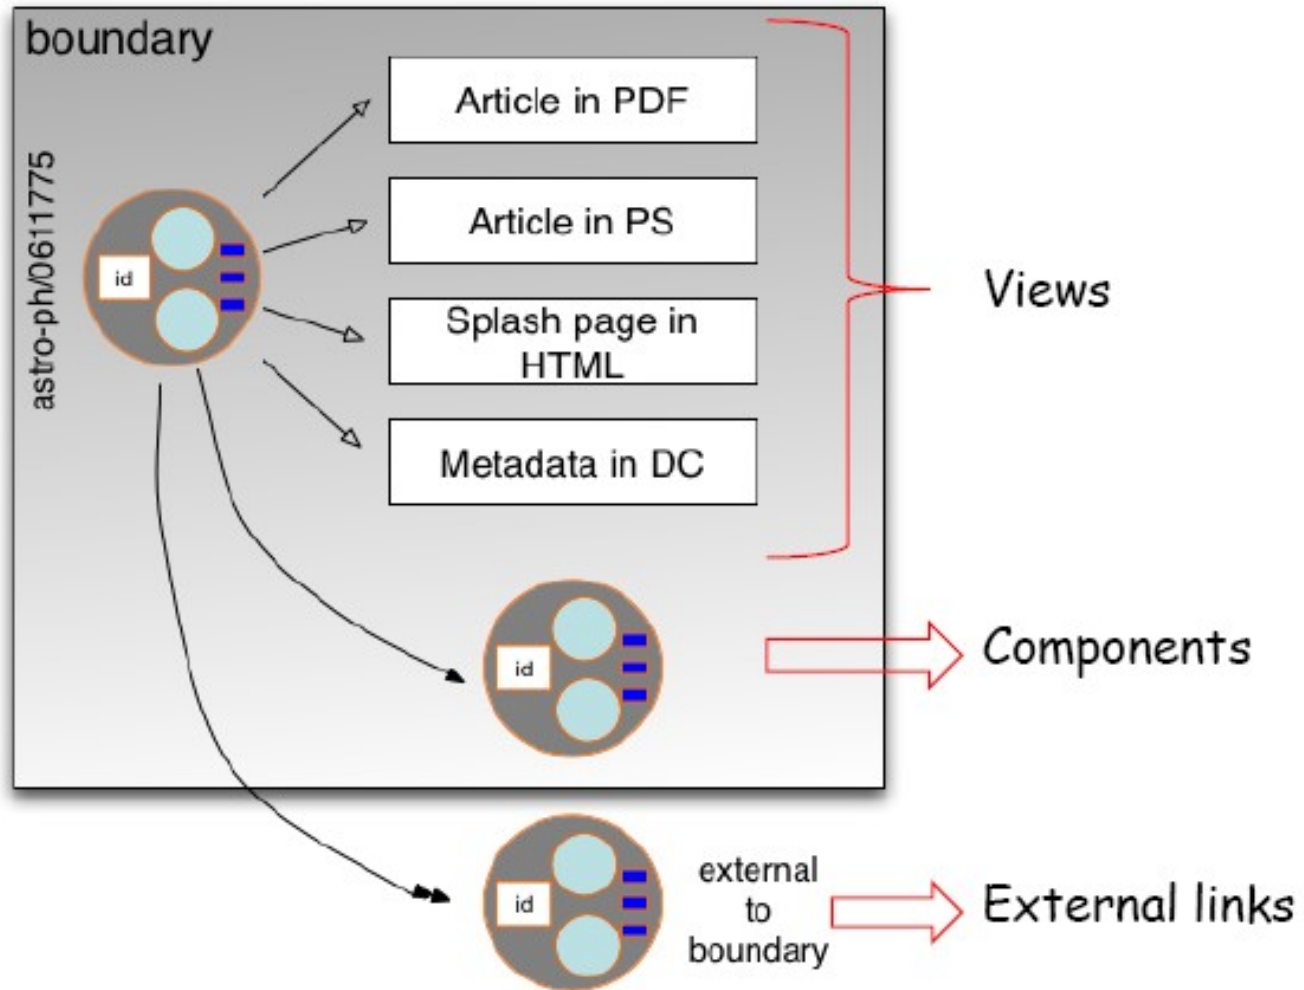 boundary
astro-ph/0611775
id
Article in PDF
Article in PS
Splash page in
HTML
Metadata in DC
Views
id
Components
id
external
to
boundary
External links